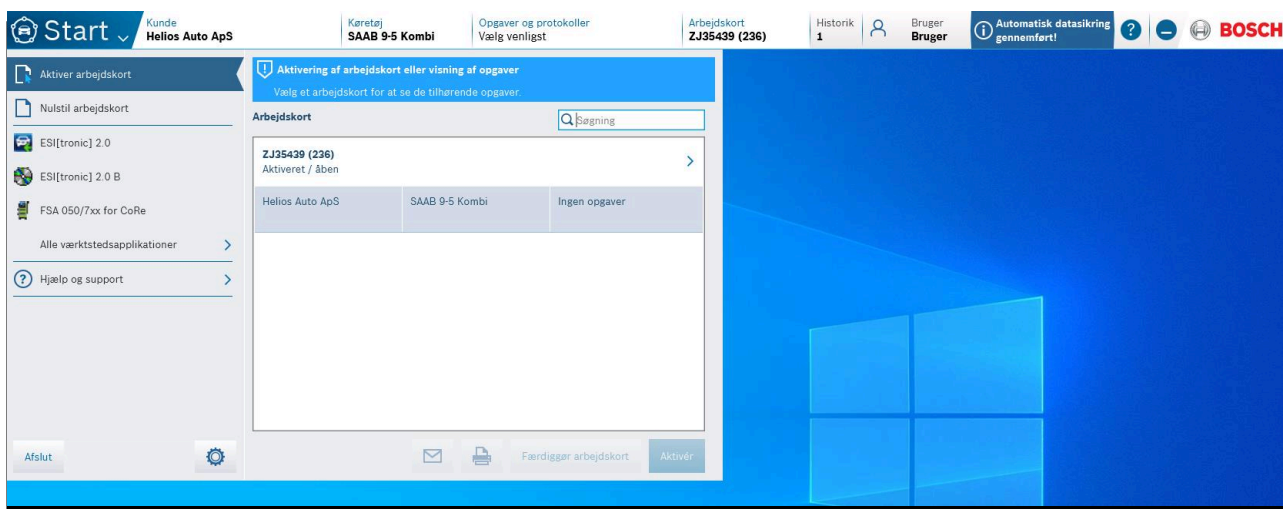 Start
Kunde
Helios Auto ApS
Køretøj
SAAB 9-5 Kombi
Opgaver og protokoller
Vælg venligst
Arbejdskort
ZJ35439 (236)
Historik
1
Bruger
Bruger
Automatisk datasikring
gennemført!
?
BOSCH
Aktiver arbejdskort
Nulstil arbejdskort
ESI[tronic] 2.0
ESI[tronic] 2.0 B
FSA 050/7xx for CoRe
Alle værktstedsapplikationer
Hjælp og support
Afslut
Aktivering af arbejdskort eller visning af opgaver
Vælg et arbejdskort for at se de tilhørende opgaver.
Arbejdskort
Søgning
ZJ35439 (236)
Aktiveret / åben
Helios Auto ApS SAAB 9-5 Kombi Ingen opgaver
Færdiggør arbejdskort
Aktivér